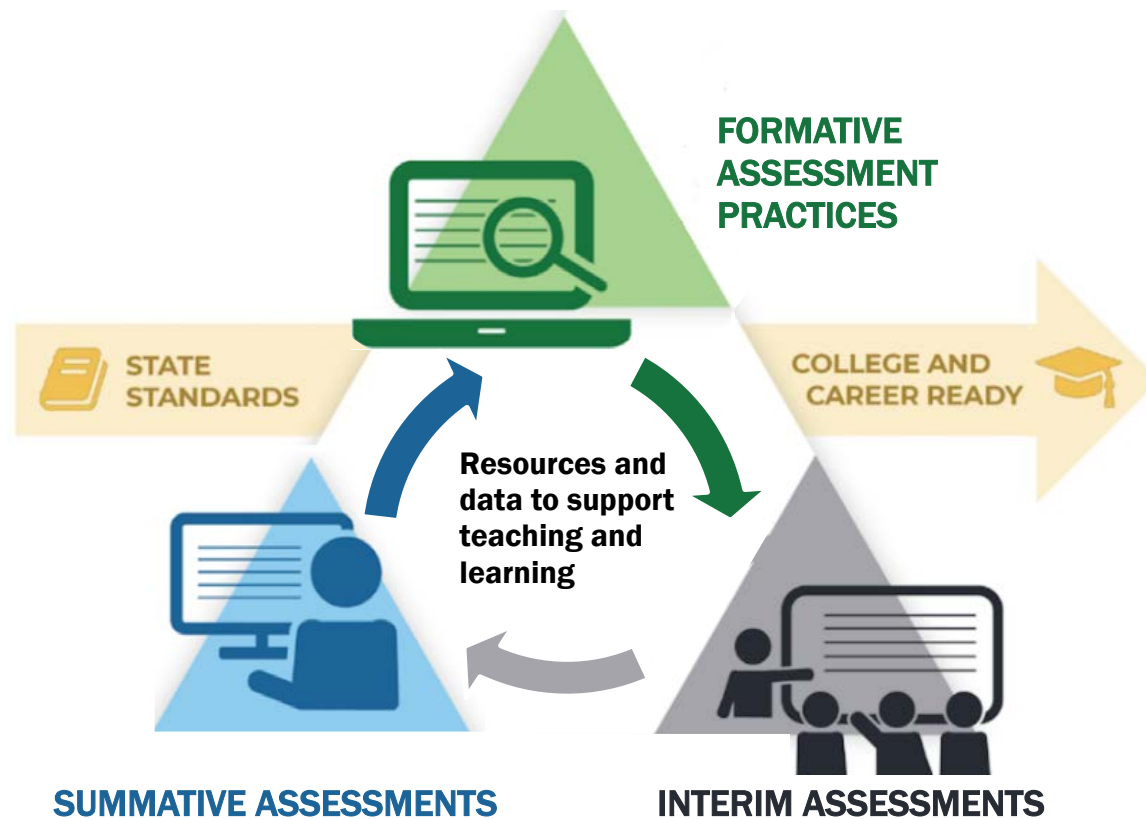 FORMATIVE
ASSESSMENT
PRACTICES
STATE
STANDARDS
COLLEGE AND
CAREER READY
Resources and
data to support
teaching and
learning
SUMMATIVE ASSESSMENTS
INTERIM ASSESSMENTS